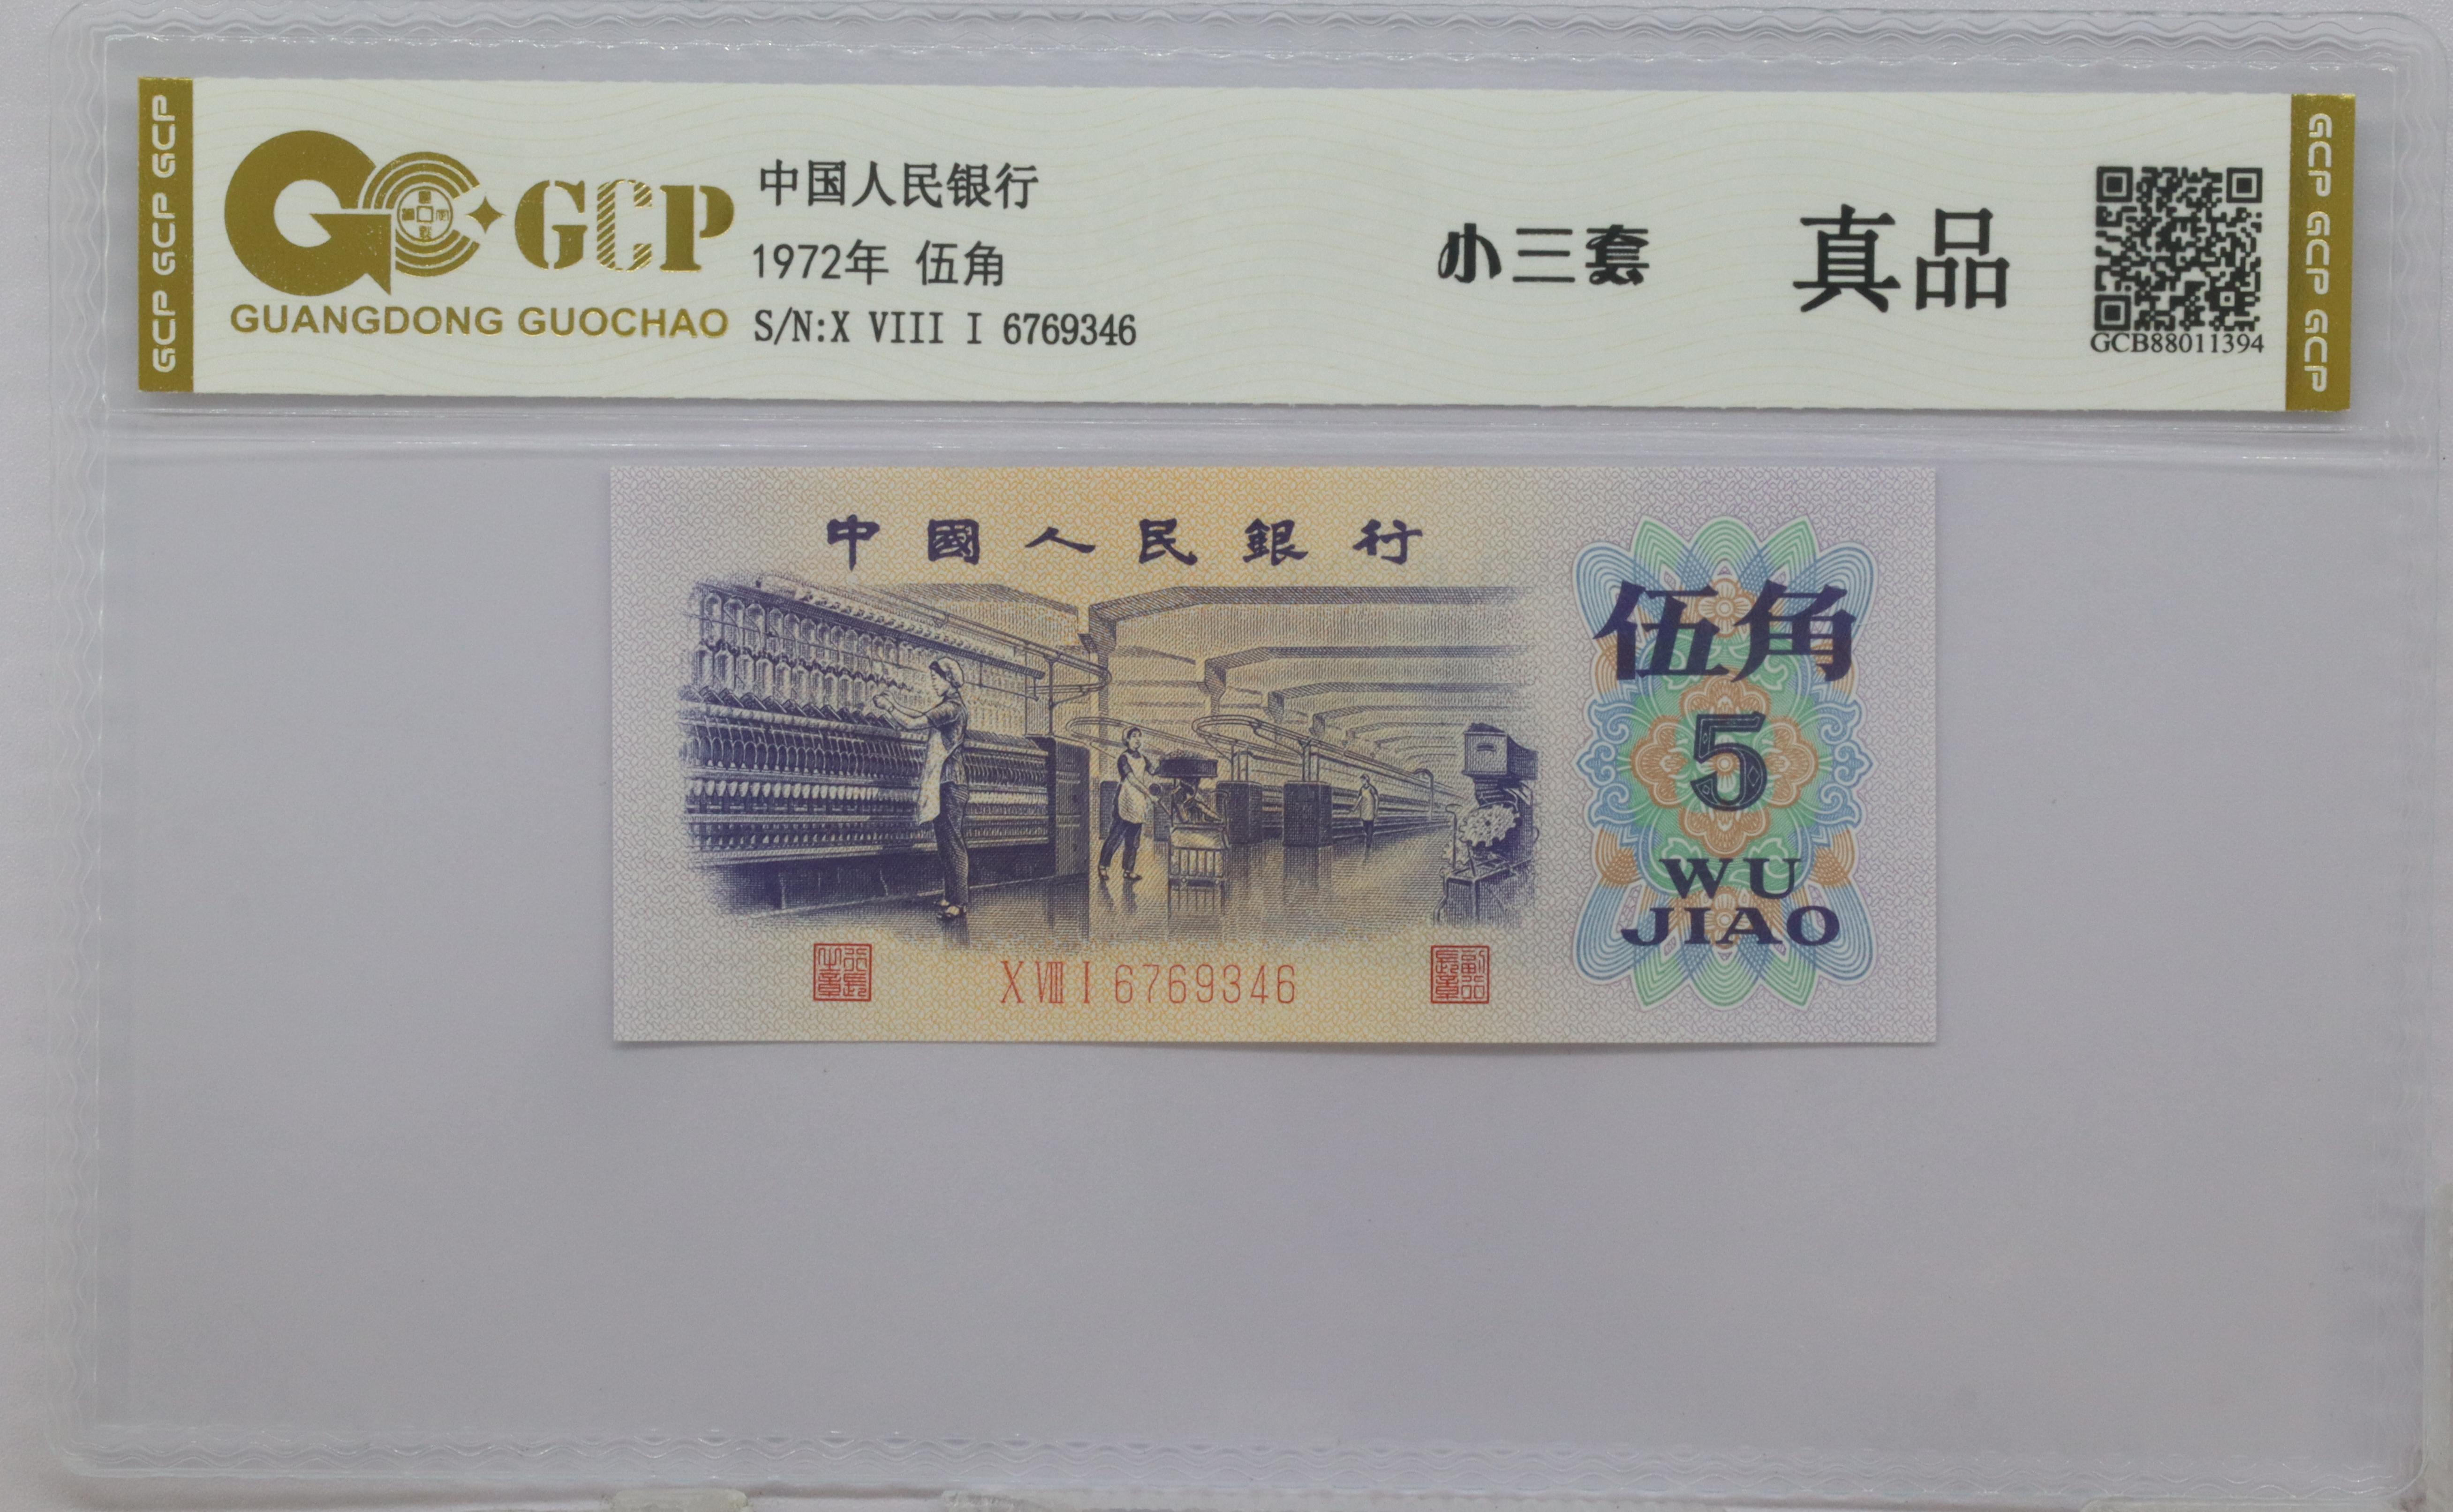 GCP GCP GCP
GCP
GUANGDONG GUOCHAO
中国人民银行
1972年 伍角
S/N:X VIII I 6769346
小三套
真品
GCB88011394
GCP GCP GCP
中國人民銀行
伍角
5
WU
JIAO
X VIII I 6769346